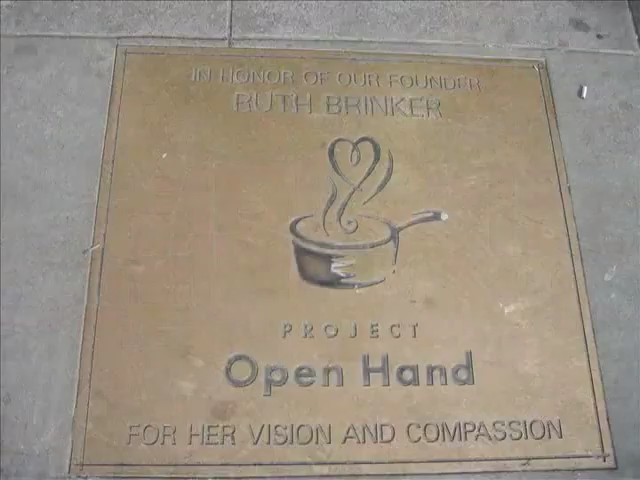 IN HONOR OF OUR FOUNDER
RUTH BRINKER
PROJECT
Open Hand
FOR HER VISION AND COMPASSION